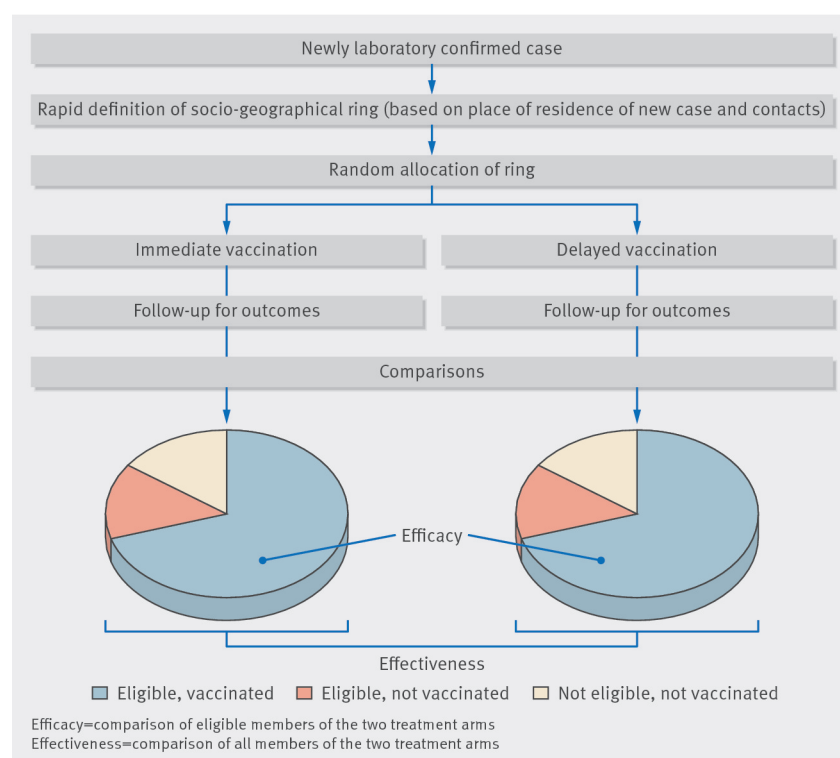 Newly laboratory confirmed case
Rapid definition of socio-geographical ring (based on place of residence of new case and contacts)
Random allocation of ring
Immediate vaccination
Delayed vaccination
Follow-up for outcomes
Follow-up for outcomes
Comparisons
Efficacy
Effectiveness
Eligible, vaccinated
Eligible, not vaccinated
Not eligible, not vaccinated
Efficacy=comparison of eligible members of the two treatment arms
Effectiveness=comparison of all members of the two treatment arms